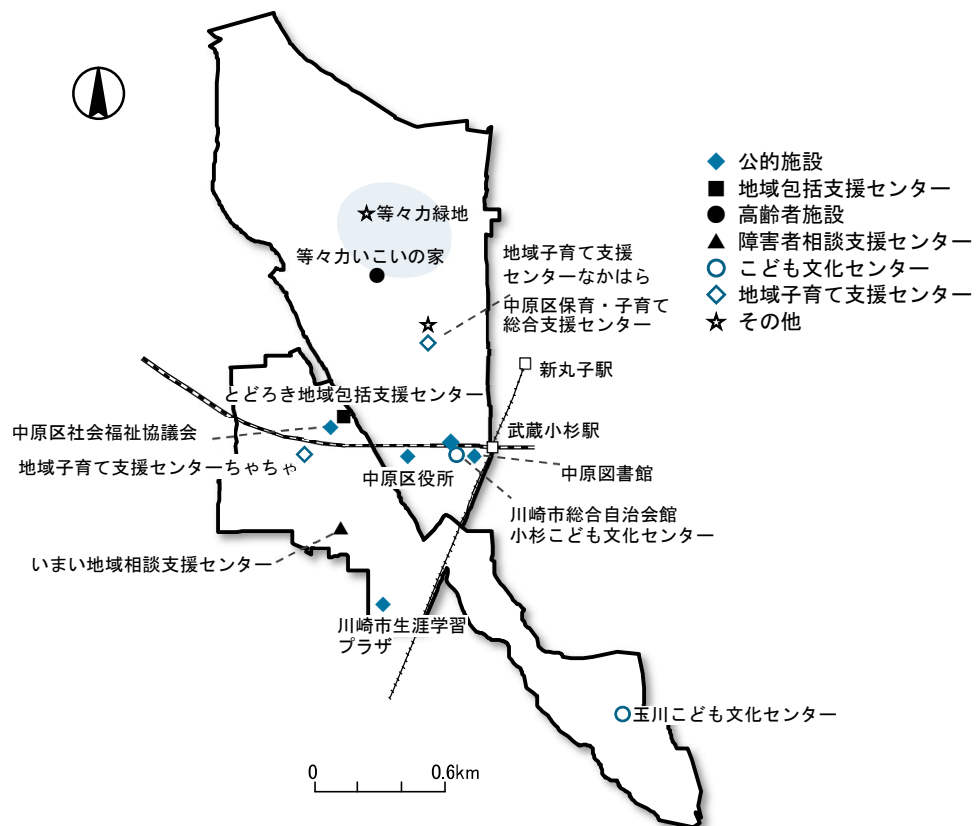 公的施設
地域包括支援センター
高齢者施設
障害者相談支援センター
こども文化センター
地域子育て支援センター
その他
等々力緑地
等々力いこいの家
地域子育て支援
センターなかはら
中原区保育・子育て
総合支援センター
新丸子駅
とどろき地域包括支援センター
中原区社会福祉協議会
武蔵小杉駅
地域子育て支援センターちゃちゃ
中原区役所
中原図書館
川崎市総合自治会館
小杉こども文化センター
いまい地域相談支援センター
川崎市生涯学習
プラザ
玉川こども文化センター
0 0.6km